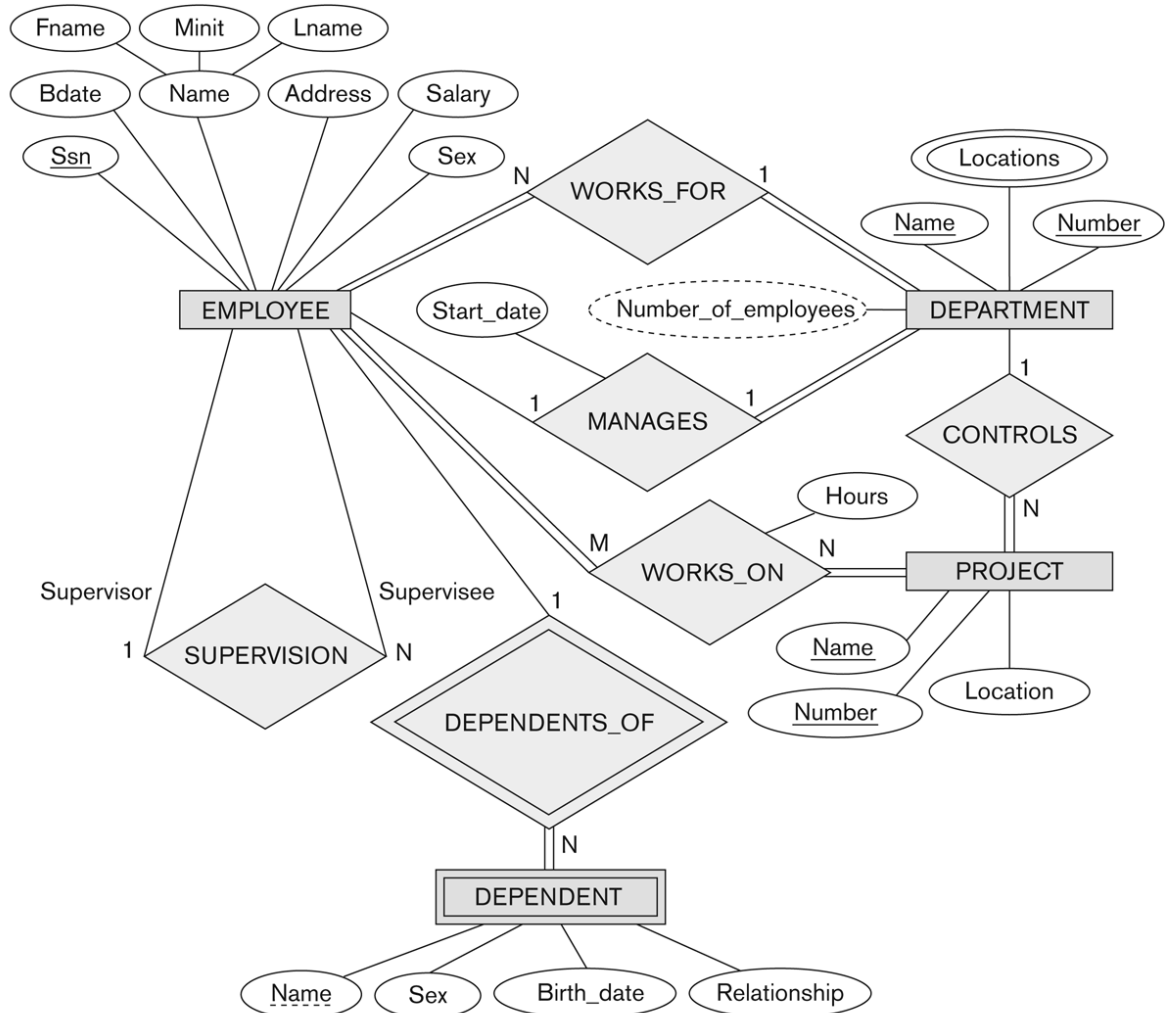 Fname
Minit
Lname
Bdate
Name
Address
Salary
Ssn
Sex
Locations
Name
Number
N
WORKS_FOR
1
EMPLOYEE
Start_date
Number_of_employees
DEPARTMENT
1
MANAGES
1
1
CONTROLS
N
Hours
M
WORKS_ON
N
PROJECT
Supervisor
Supervisee
1
SUPERVISION
N
1
Name
Number
Location
DEPENDENTS_OF
N
DEPENDENT
Name
Sex
Birth_date
Relationship